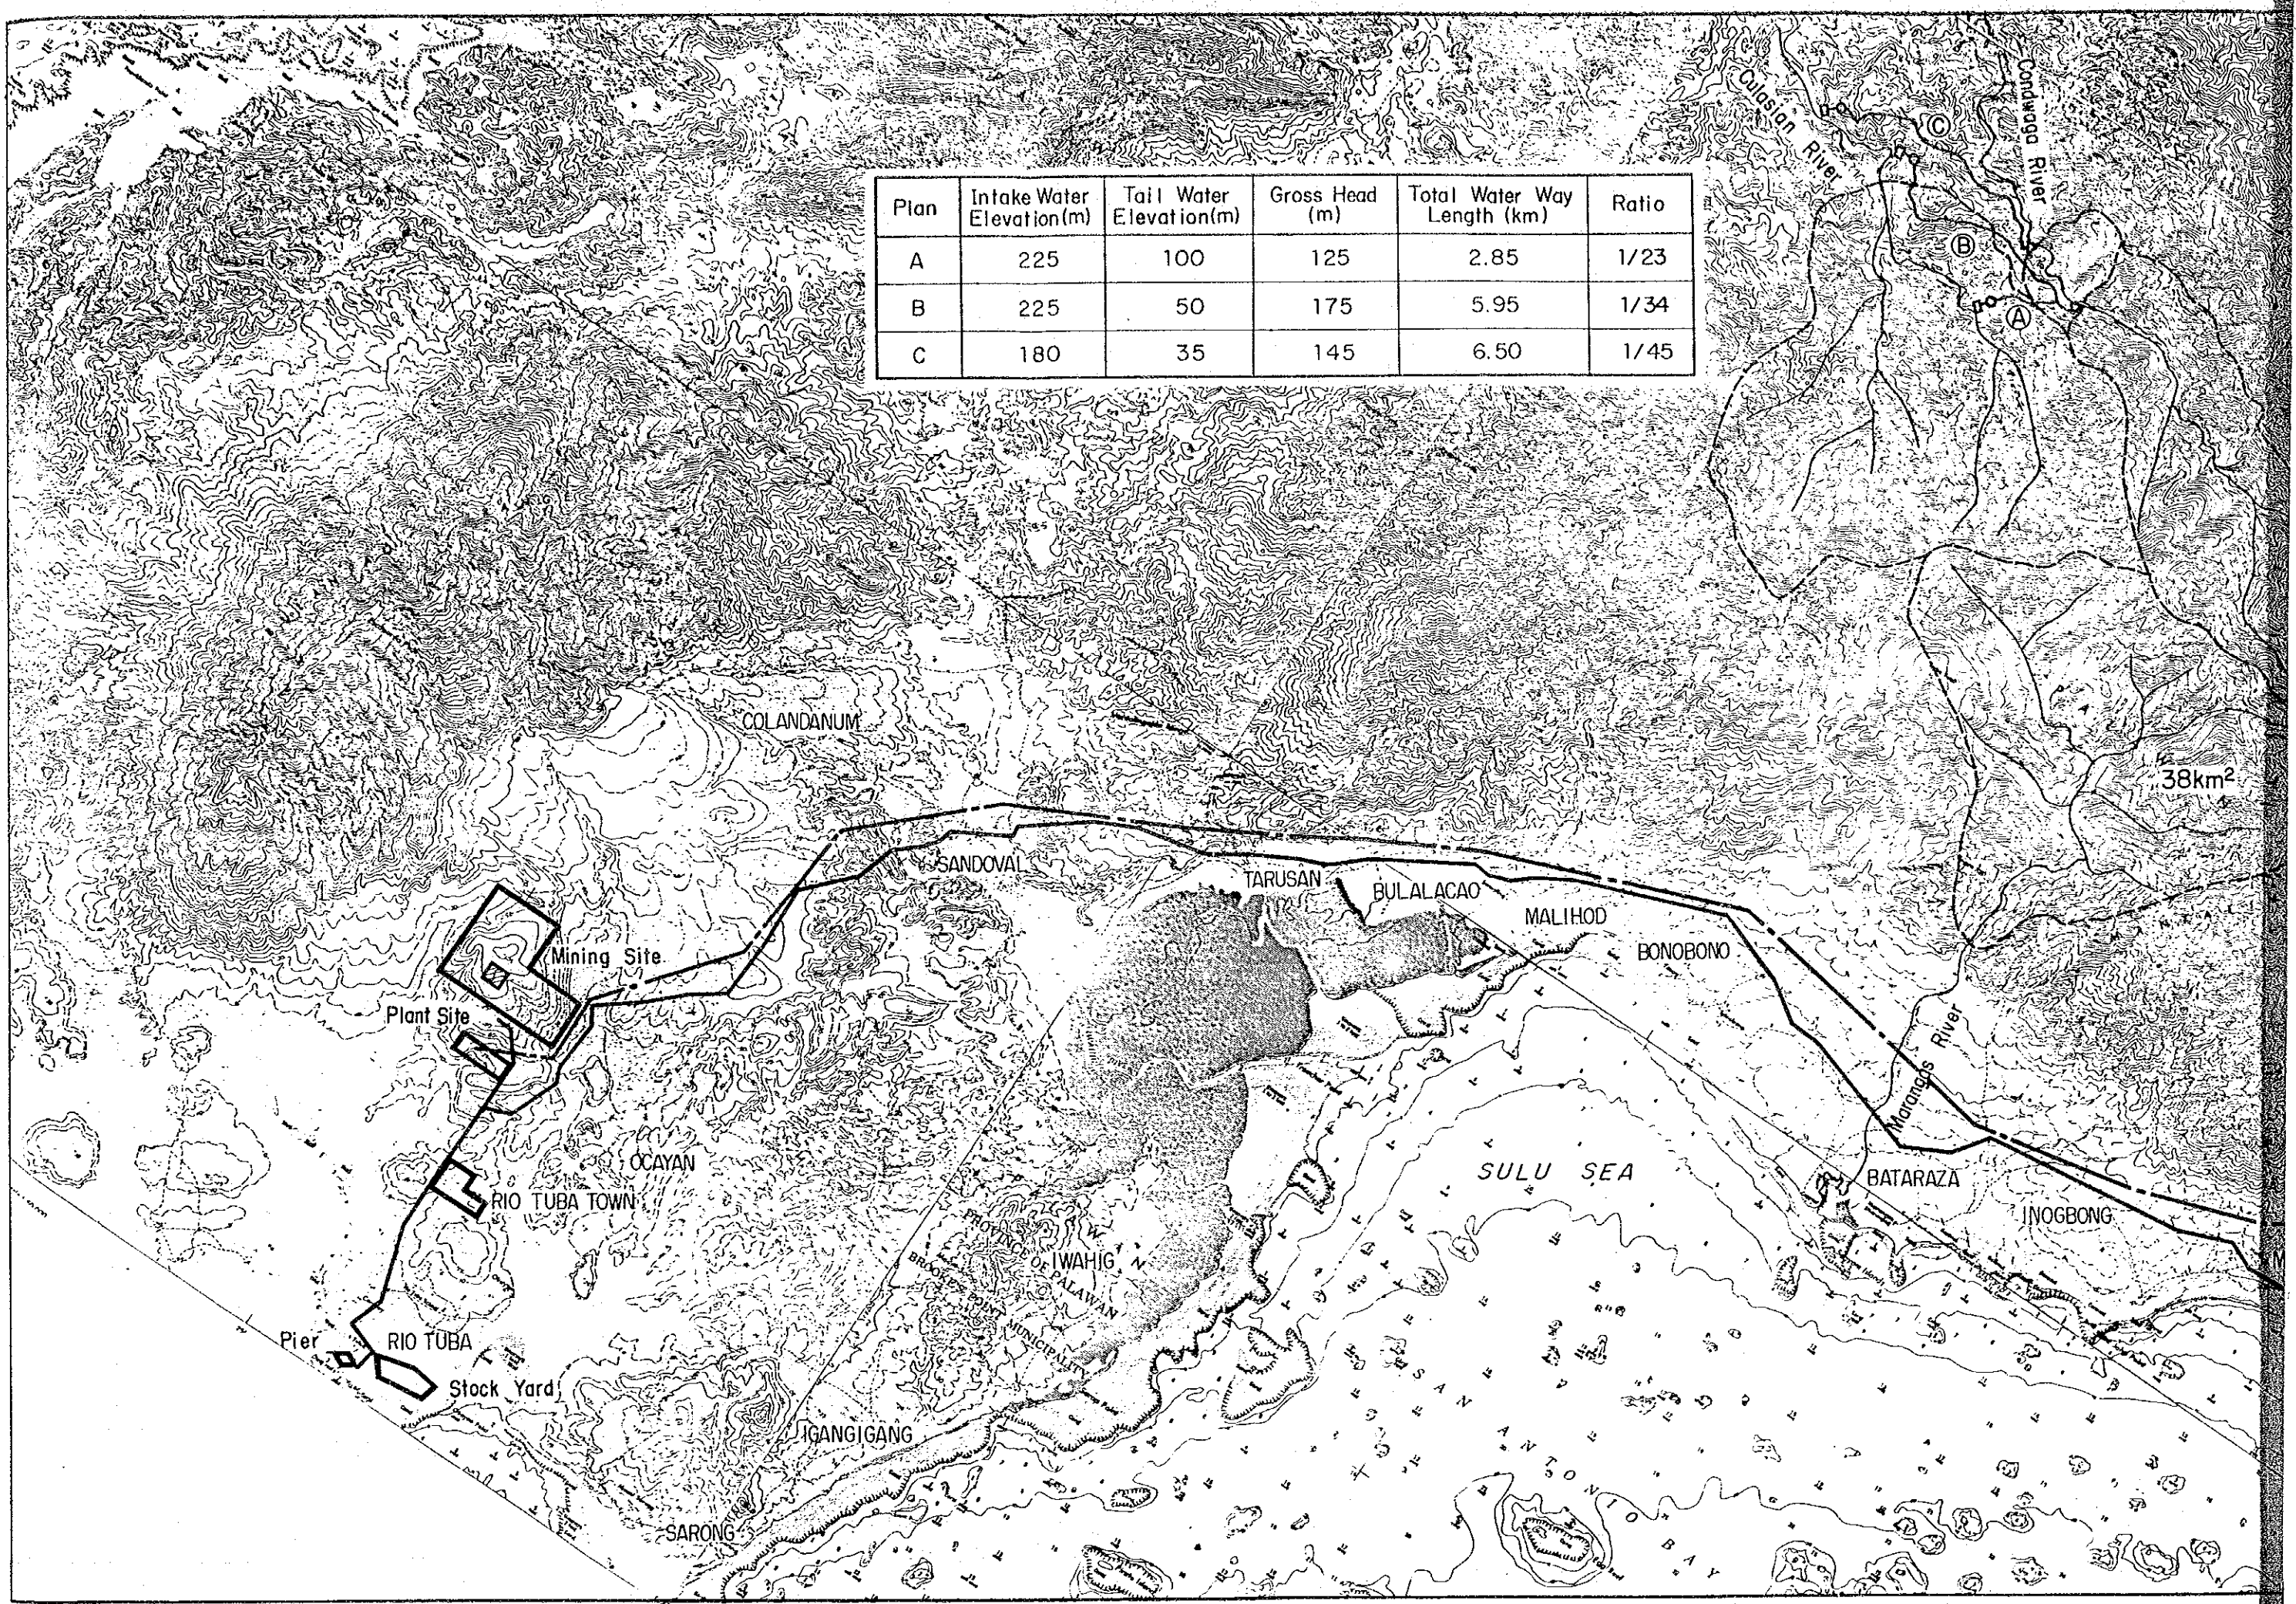 Culasian River
Condwaga River
C
B
A
Plan Intake Water Elevation(m) Tail Water Elevation(m) Gross Head (m) Total Water Way Length (km) Ratio
A 225 100 125 2.85 1/23
B 225 50 175 5.95 1/34
C 180 35 145 6.50 1/45
COLANDANUM
38km²
SANDOVAL
TARUSAN
BULALACAO
MALIHOD
BONOBONO
Mining Site
Plant Site
Marangas River
OCAYAN
SULU SEA
BATARAZA
RIO TUBA TOWN
INOGBONG
PROVINCE OF PALAWAN
IWAHIG
BROOKE'S POINT MUNICIPALITY
Pier
RIO TUBA
Stock Yard
SAN ANTONIO BAY
IGANGIGANG
SARONG